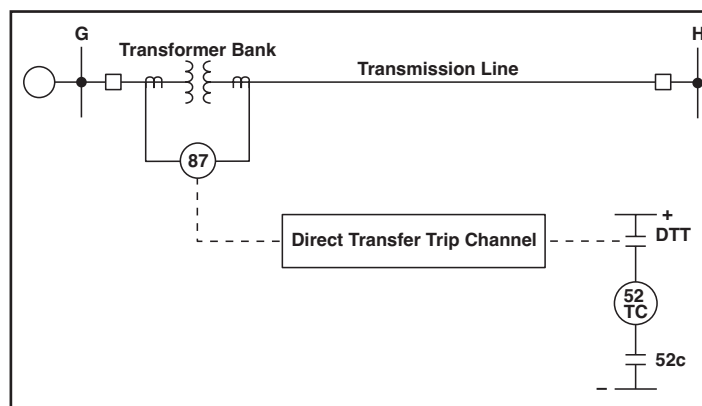 G
H
Transformer Bank
Transmission Line
87
Direct Transfer Trip Channel
+
DTT
52
TC
52c
–